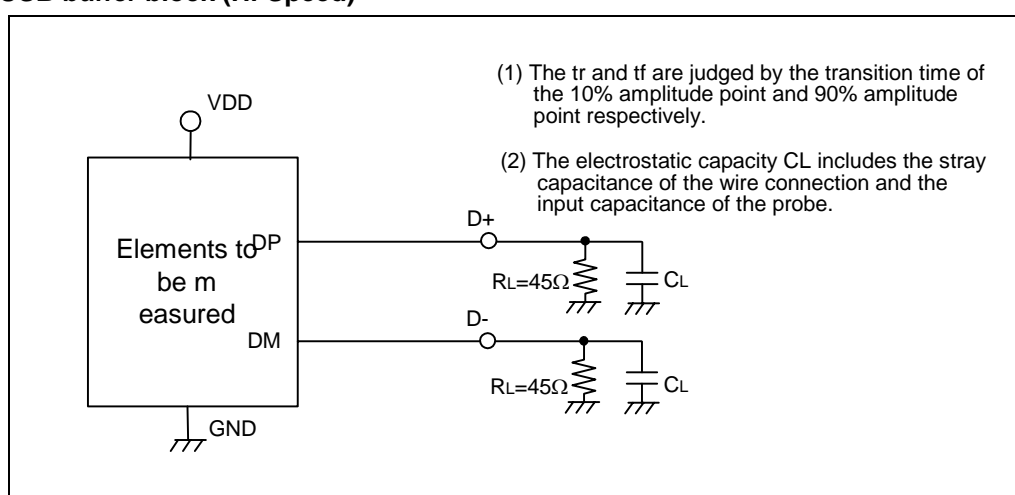 USB buffer block (Hi-Speed)
(1) The tr and tf are judged by the transition time of
the 10% amplitude point and 90% amplitude
point respectively.
(2) The electrostatic capacity CL includes the stray
capacitance of the wire connection and the
input capacitance of the probe.
VDD
Elements to
be m
easured
DP
DM
GND
D+
RL=45Ω
CL
D-
RL=45Ω
CL